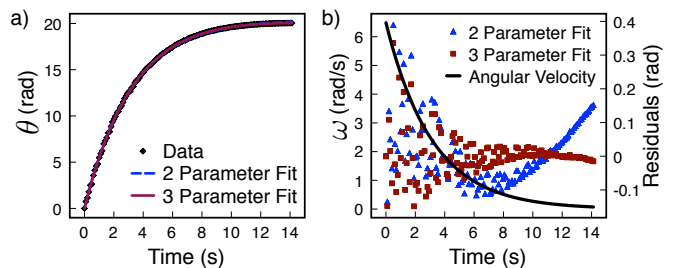 a)
θ (rad)
20
15
10
5
0
Data
2 Parameter Fit
3 Parameter Fit
0 2 4 6 8 10 12 14
Time (s)
b)
ω (rad/s)
6
5
4
3
2
1
0
2 Parameter Fit
3 Parameter Fit
Angular Velocity
0.4
0.3
0.2
0.1
0
-0.1
Residuals (rad)
0 2 4 6 8 10 12 14
Time (s)